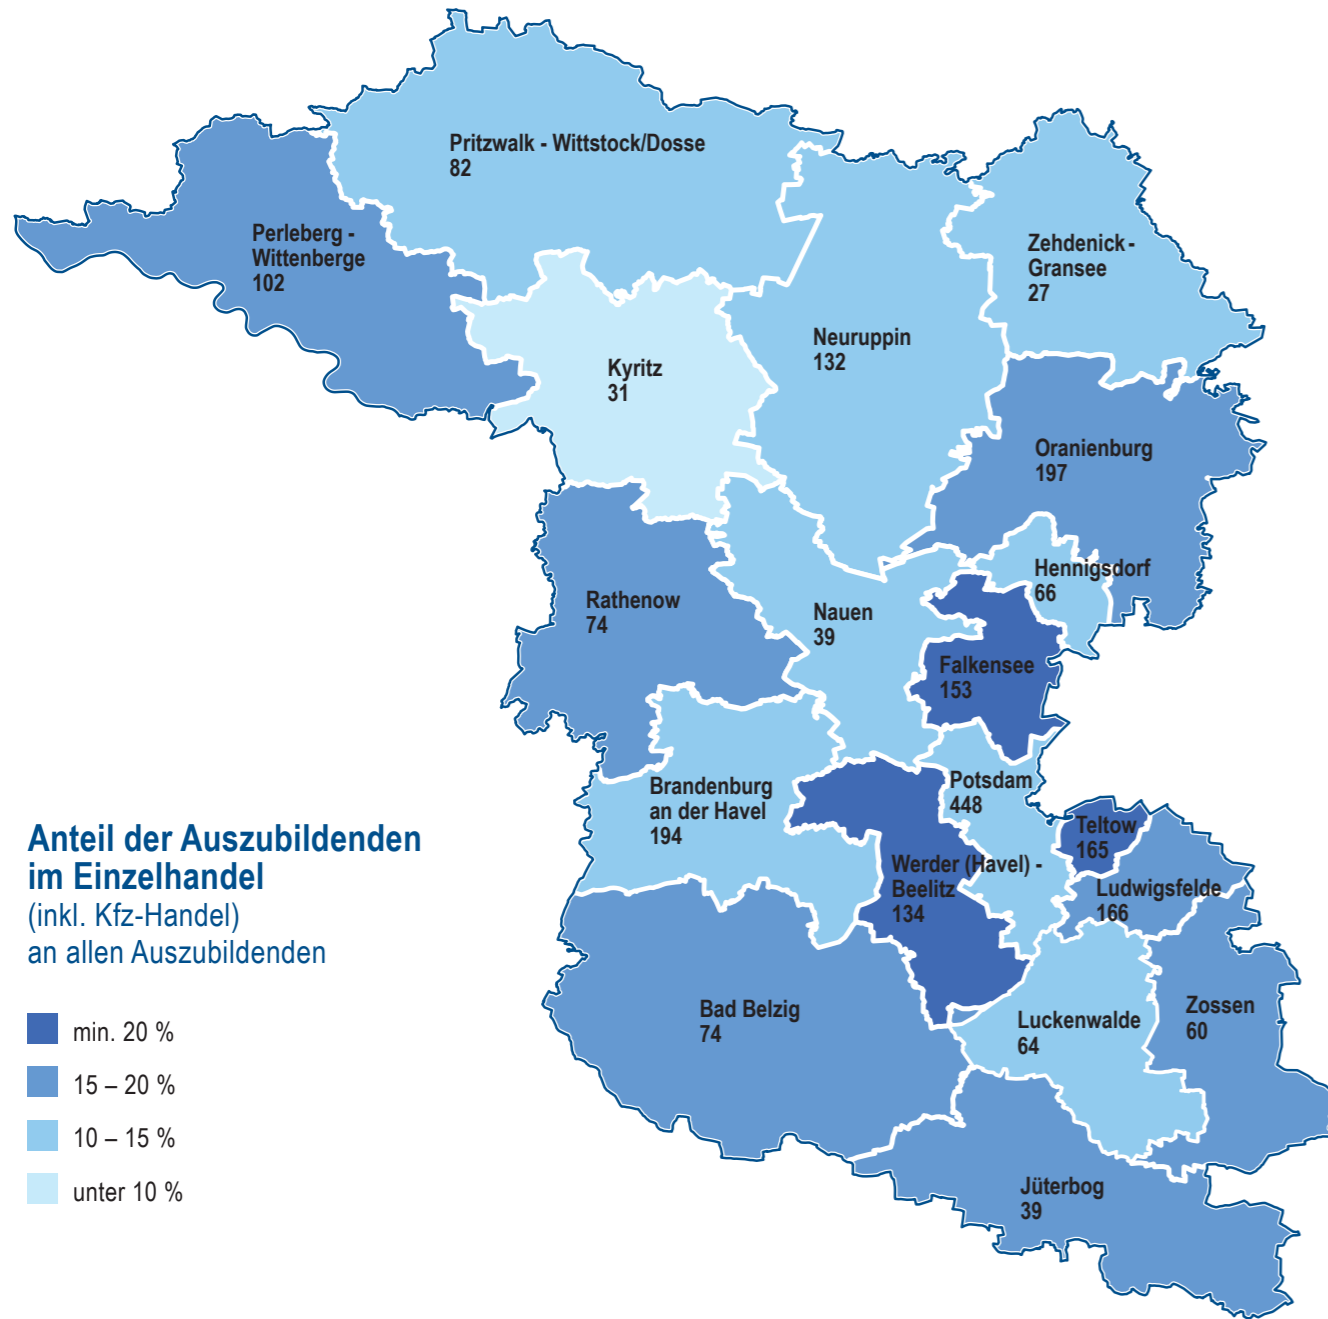 Pritzwalk - Wittstock/Dosse
82
Perleberg -
Wittenberge
102
Zehdenick -
Gransee
27
Neuruppin
132
Kyritz
31
Oranienburg
197
Hennigsdorf
66
Rathenow
74
Nauen
39
Falkensee
153
Brandenburg
an der Havel
194
Potsdam
448
Teltow
165
Werder (Havel) -
Beelitz
134
Ludwigsfelde
166
Bad Belzig
74
Luckenwalde
64
Zossen
60
Jüterbog
39
Anteil der Auszubildenden
im Einzelhandel
(inkl. Kfz-Handel)
an allen Auszubildenden
min. 20 %
15 – 20 %
10 – 15 %
unter 10 %